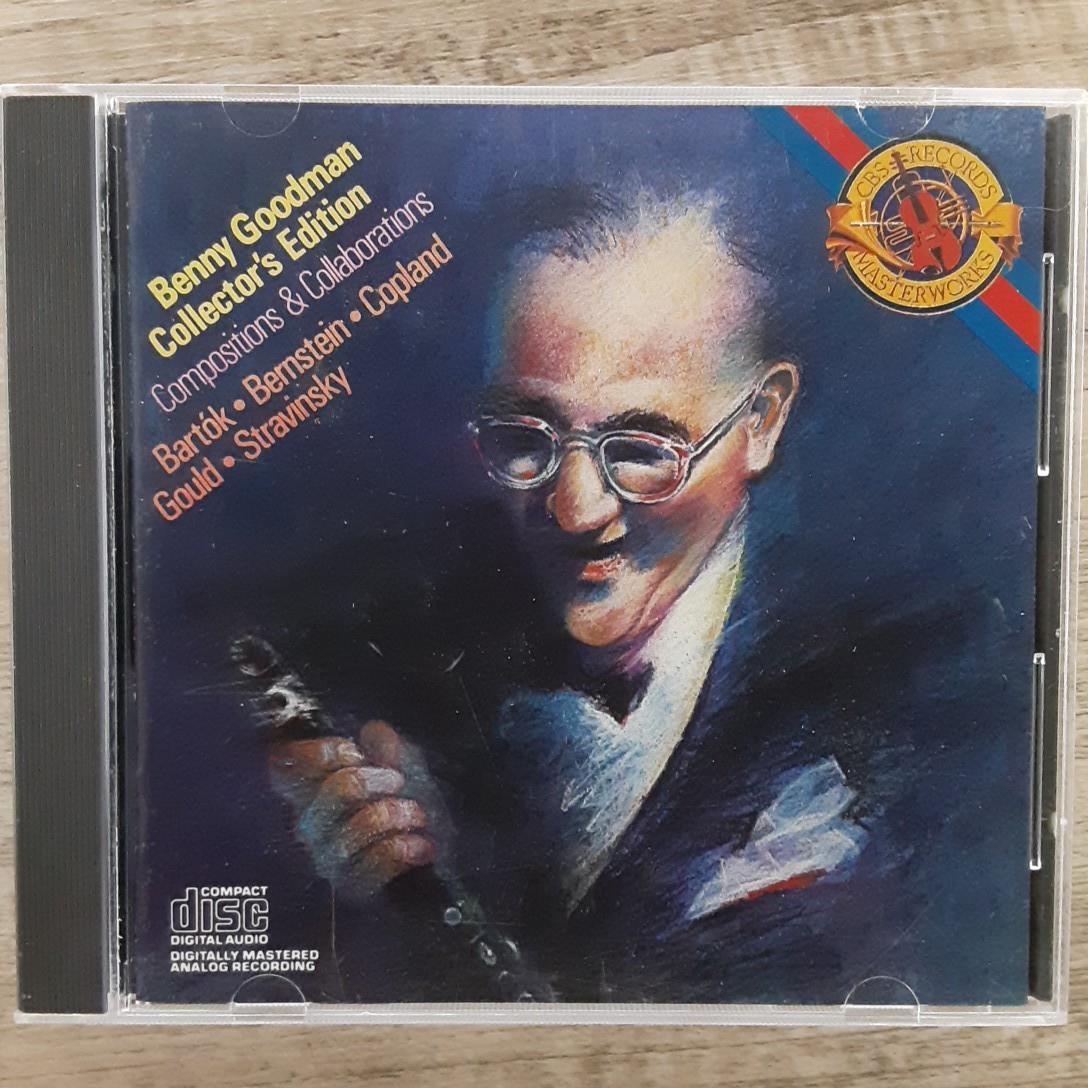 Benny Goodman
Collector's Edition
Compositions & Collaborations
Bartók • Bernstein • Copland
Gould • Stravinsky
CBS RECORDS
MASTERWORKS
COMPACT
disc
DIGITAL AUDIO
DIGITALLY MASTERED
ANALOG RECORDING